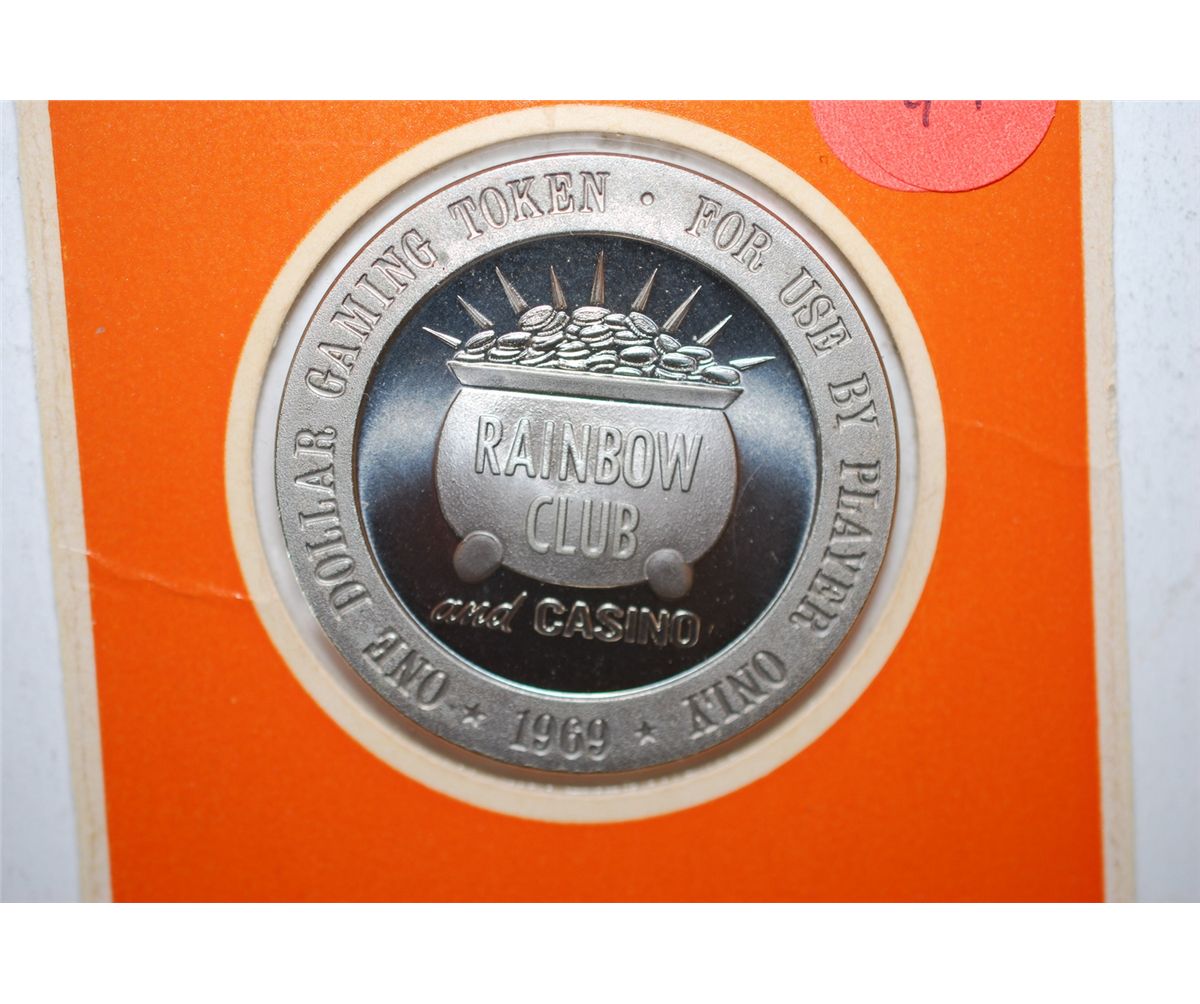 ONE DOLLAR GAMING TOKEN · FOR USE BY PLAYER ONLY
RAINBOW
CLUB
and CASINO
★ 1969 ★